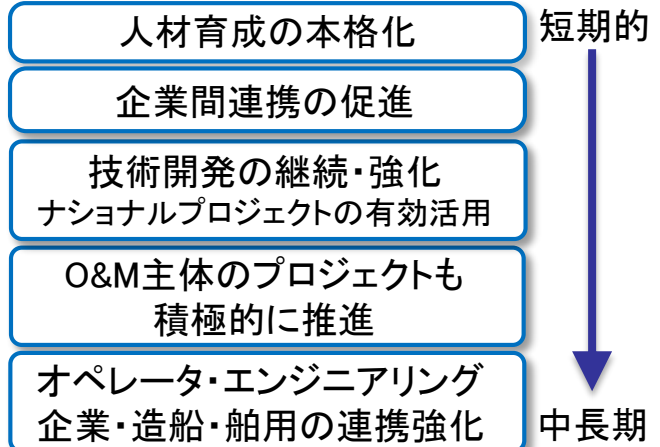 人材育成の本格化
短期的
企業間連携の促進
技術開発の継続・強化
ナショナルプロジェクトの有効活用
O&M主体のプロジェクトも
積極的に推進
オペレータ・エンジニアリング
企業・造船・舶用の連携強化
中長期